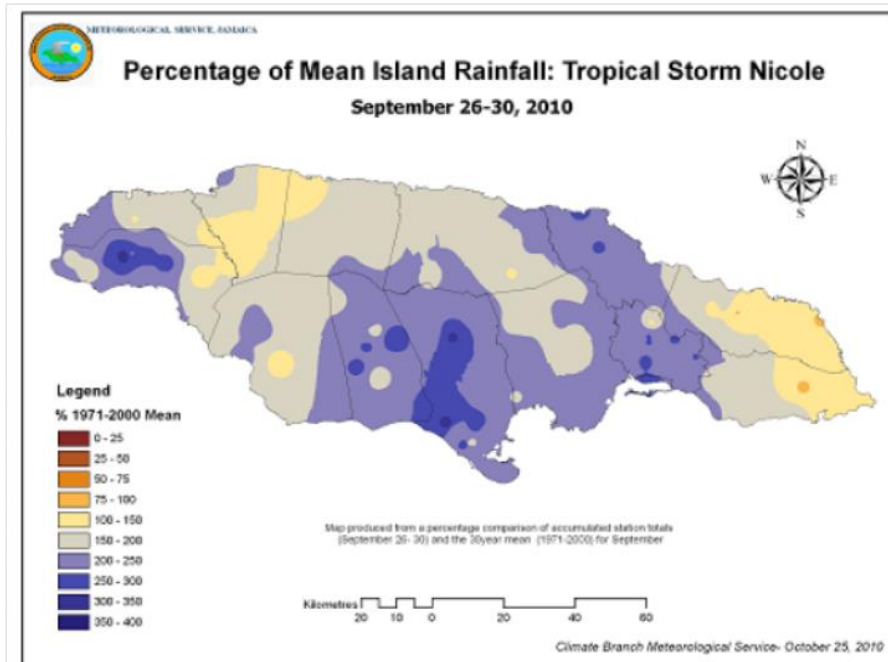 METEOROLOGICAL SERVICE, JAMAICA
Percentage of Mean Island Rainfall: Tropical Storm Nicole
September 26-30, 2010
N
W E
S
Legend
% 1971-2000 Mean
0 - 25
25 - 50
50 - 75
75 - 100
100 - 150
150 - 200
200 - 250
250 - 300
300 - 350
350 - 400
Map produced from a percentage comparison of accumulated station totals
(September 26- 30) and the 30year mean (1971-2000) for September
Kilometres
20 10 0 20 40 60
Climate Branch Meteorological Service- October 25, 2010